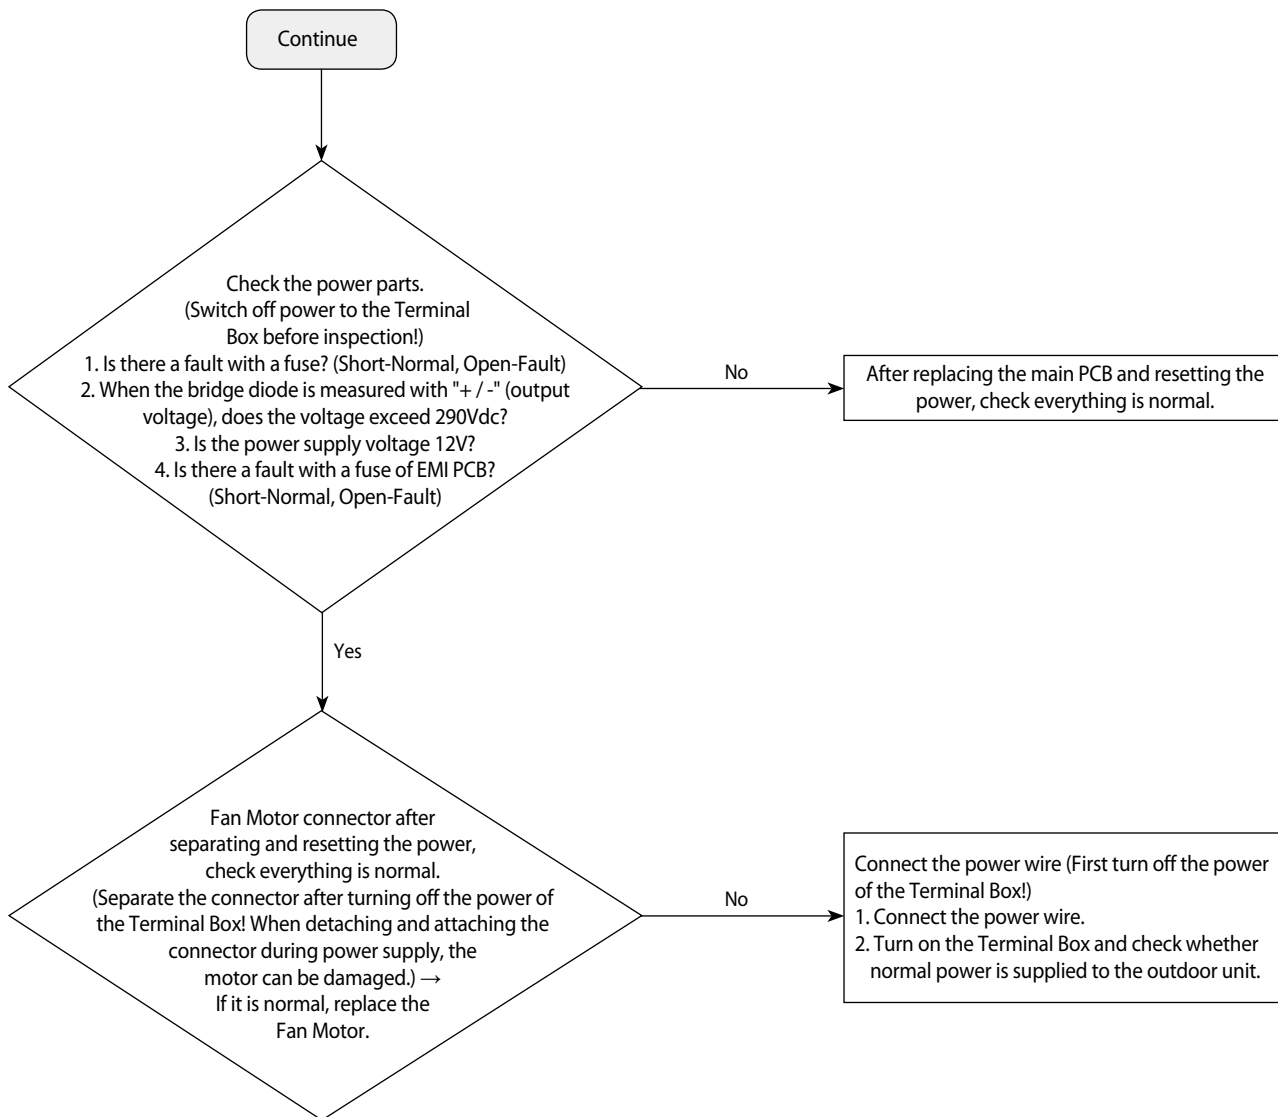 Continue
Check the power parts.
(Switch off power to the Terminal
Box before inspection!)
1. Is there a fault with a fuse? (Short-Normal, Open-Fault)
2. When the bridge diode is measured with "+ / -" (output
voltage), does the voltage exceed 290Vdc?
3. Is the power supply voltage 12V?
4. Is there a fault with a fuse of EMI PCB?
(Short-Normal, Open-Fault)
No
After replacing the main PCB and resetting the
power, check everything is normal.
Yes
Fan Motor connector after
separating and resetting the power,
check everything is normal.
(Separate the connector after turning off the power of
the Terminal Box! When detaching and attaching the
connector during power supply, the
motor can be damaged.) →
If it is normal, replace the
Fan Motor.
No
Connect the power wire (First turn off the power
of the Terminal Box!)
1. Connect the power wire.
2. Turn on the Terminal Box and check whether
normal power is supplied to the outdoor unit.